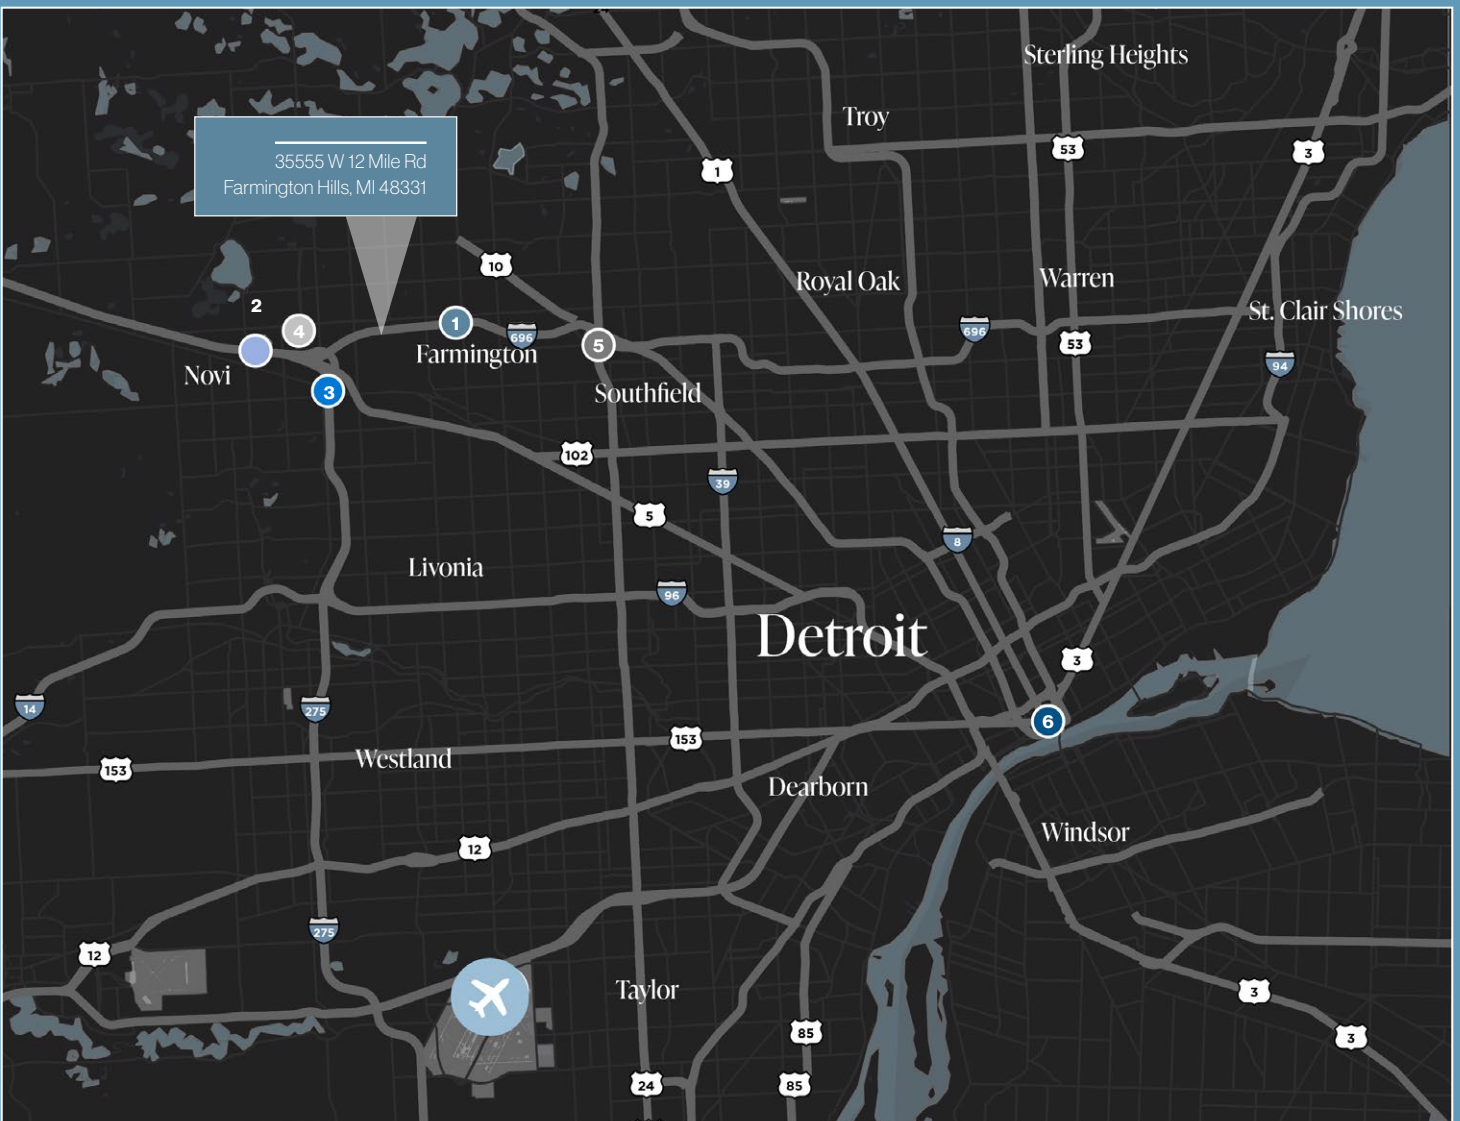 Sterling Heights
Troy
53
3
35555 W 12 Mile Rd
Farmington Hills, MI 48331
1
10
Royal Oak
Warren
2
St. Clair Shores
4
1
696
696
5
53
Farmington
94
Novi
3
Southfield
102
39
5
8
Livonia
96
Detroit
3
14
275
6
153
153
Westland
Dearborn
Windsor
12
275
12
Taylor
3
85
3
24
85